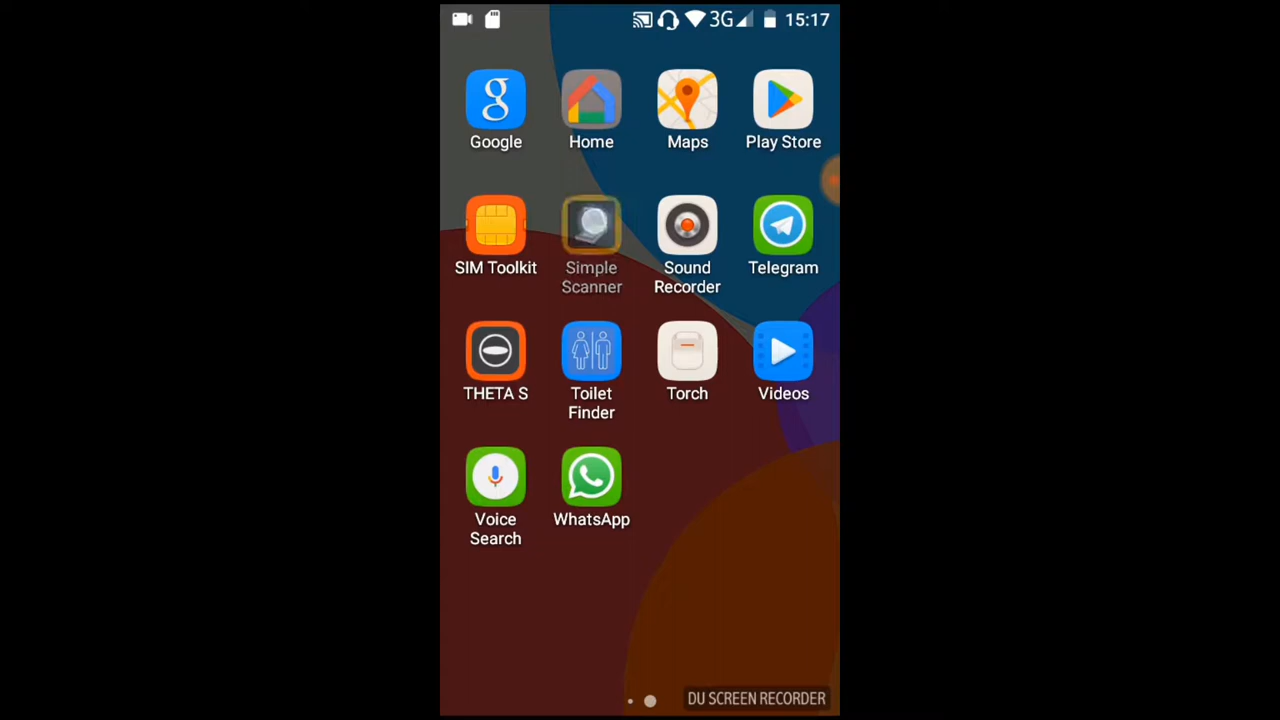 3G 15:17
g
Google
Home
Maps
Play Store
SIM Toolkit
Simple
Scanner
Sound
Recorder
Telegram
THETA S
Toilet
Finder
Torch
Videos
Voice
Search
WhatsApp
DU SCREEN RECORDER